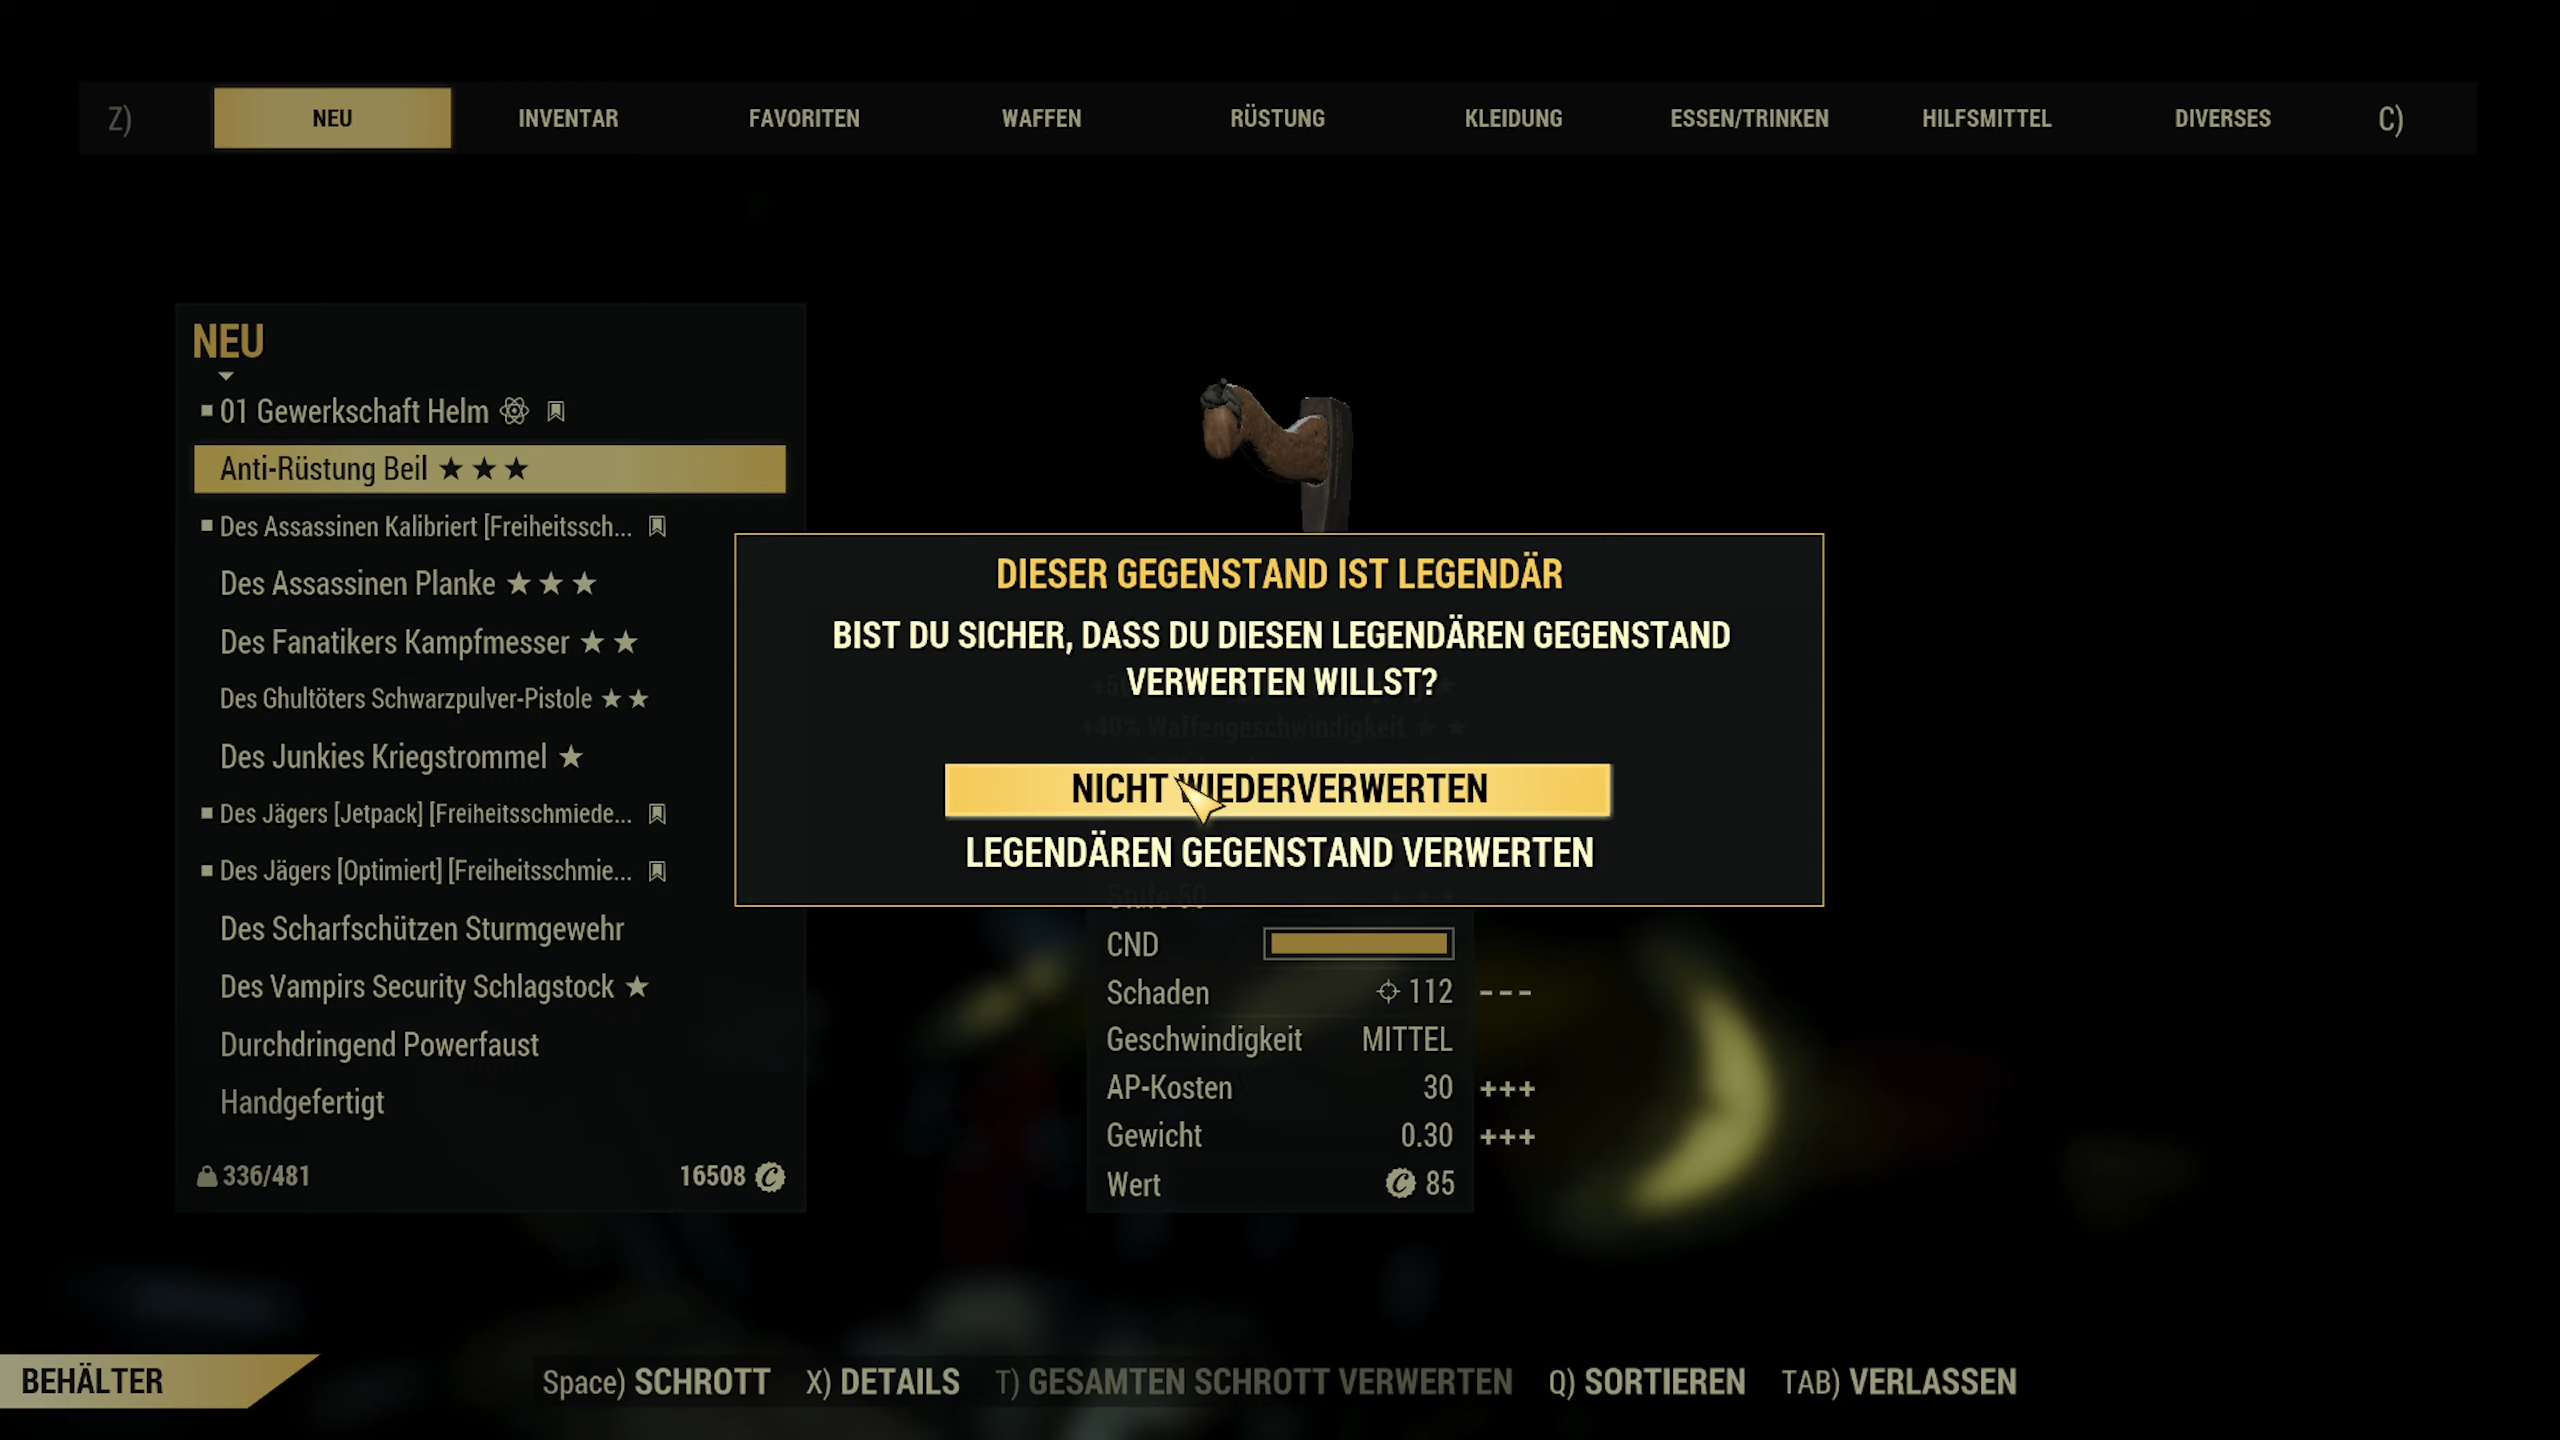 Z) NEU INVENTAR FAVORITEN WAFFEN RÜSTUNG KLEIDUNG ESSEN/TRINKEN HILFSMITTEL DIVERSES C)
NEU
01 Gewerkschaft Helm
Anti-Rüstung Beil ★ ★ ★
Des Assassinen Kalibriert [Freiheitssch...
Des Assassinen Planke ★ ★ ★
Des Fanatikers Kampfmesser ★ ★
Des Ghultöters Schwarzpulver-Pistole ★ ★
Des Junkies Kriegstrommel ★
Des Jägers [Jetpack] [Freiheitsschmiede...
Des Jägers [Optimiert] [Freiheitsschmie...
Des Scharfschützen Sturmgewehr
Des Vampirs Security Schlagstock ★
Durchdringend Powerfaust
Handgefertigt
336/481 16508
DIESER GEGENSTAND IST LEGENDÄR
BIST DU SICHER, DASS DU DIESEN LEGENDÄREN GEGENSTAND
VERWERTEN WILLST?
+40% Waffengeschwindigkeit ★ ★
NICHT WIEDERVERWERTEN
LEGENDÄREN GEGENSTAND VERWERTEN
Stufe 50
CND
Schaden 112 ---
Geschwindigkeit MITTEL
AP-Kosten 30 +++
Gewicht 0.30 +++
Wert 85
BEHÄLTER
Space) SCHROTT X) DETAILS T) GESAMTEN SCHROTT VERWERTEN Q) SORTIEREN TAB) VERLASSEN